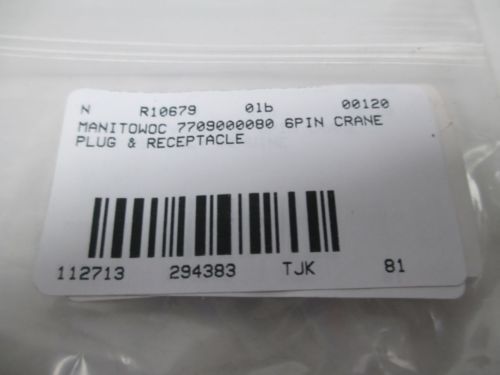 N R10679 01b 00120
MANITOWOC 7709000080 6PIN CRANE
PLUG & RECEPTACLE
112713 294383 TJK 81